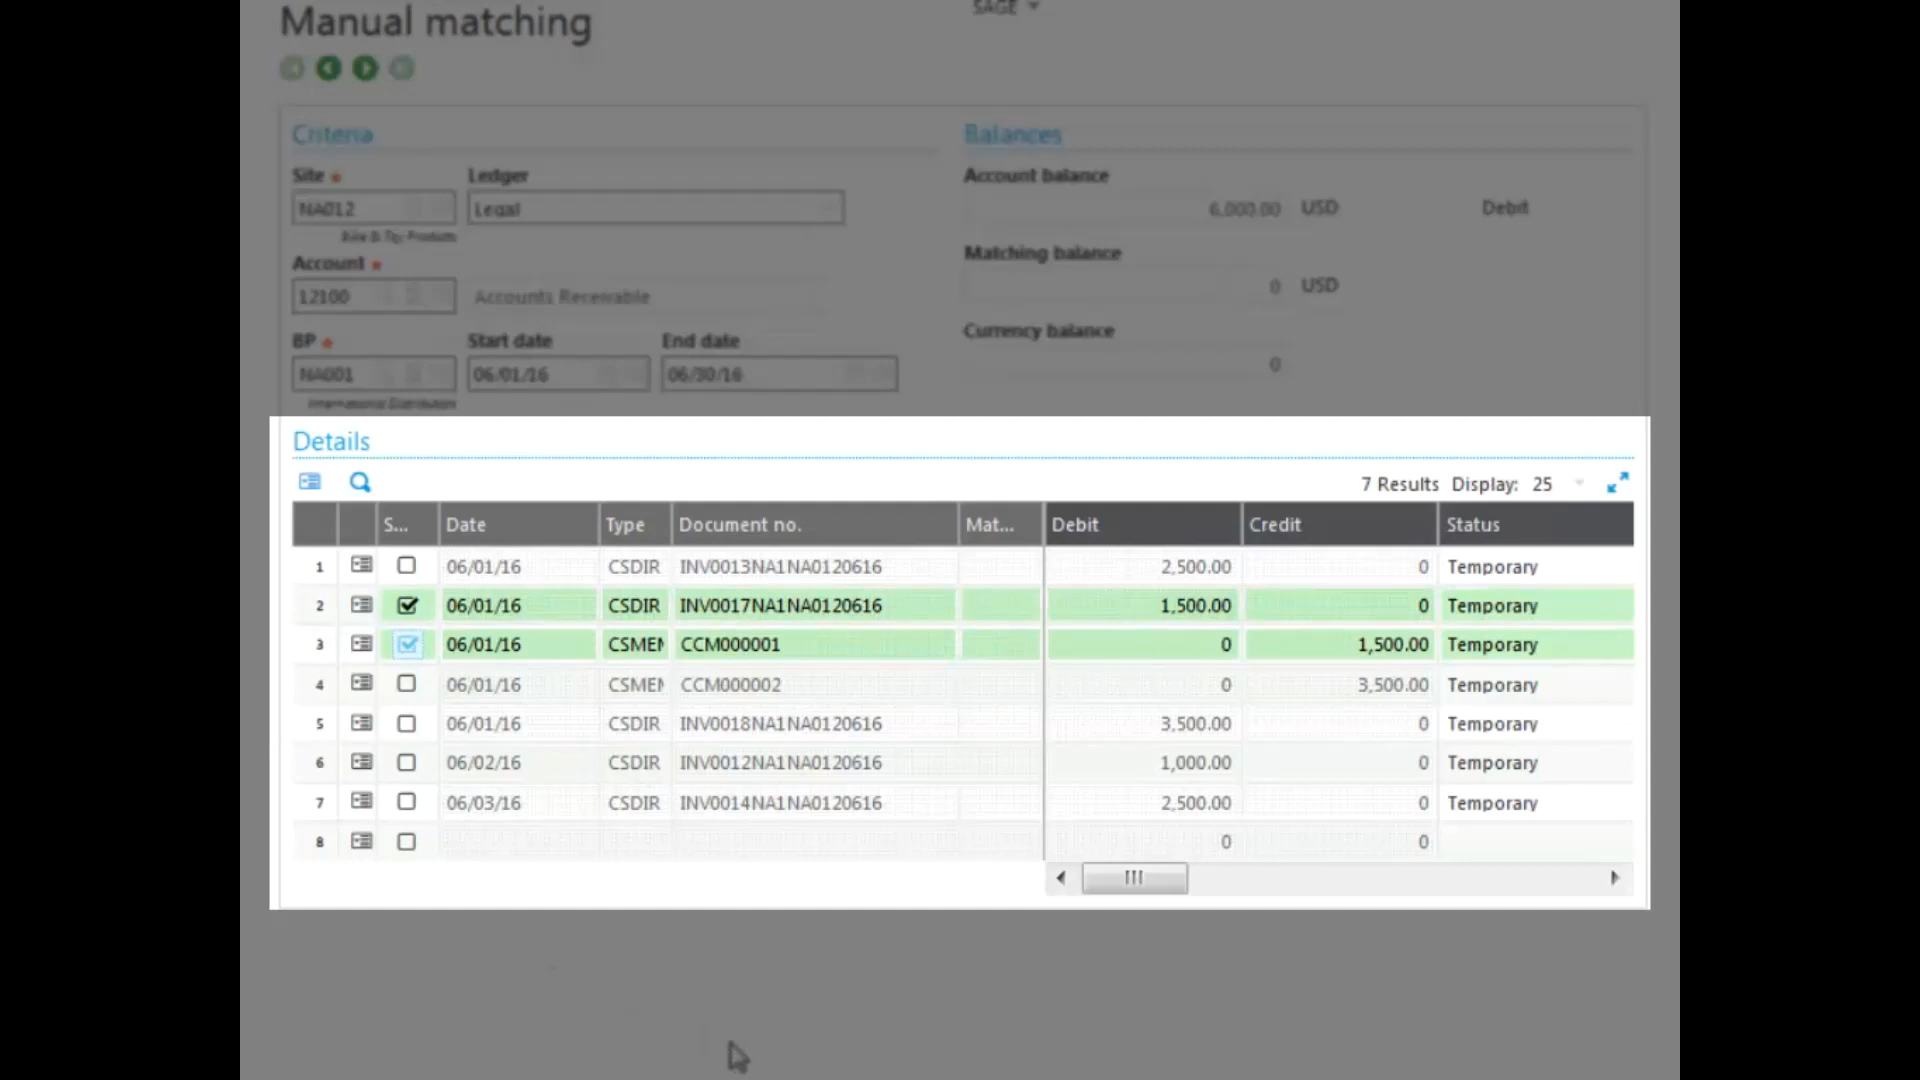 SAGE
Manual matching
Criteria
Balances
Site * Ledger
Account balance
NA012 Legal
6,000.00 USD Debit
Account *
Matching balance
12100 Accounts Receivable
0 USD
BP * Start date End date
Currency balance
NA001 06/01/16 06/30/16
0
International Distributors
Details
7 Results Display: 25
S... Date Type Document no. Mat... Debit Credit Status
1 06/01/16 CSDIR INV0013NA1NA0120616 2,500.00 0 Temporary
2 06/01/16 CSDIR INV0017NA1NA0120616 1,500.00 0 Temporary
3 06/01/16 CSMEM CCM000001 0 1,500.00 Temporary
4 06/01/16 CSMEM CCM000002 0 3,500.00 Temporary
5 06/01/16 CSDIR INV0018NA1NA0120616 3,500.00 0 Temporary
6 06/02/16 CSDIR INV0012NA1NA0120616 1,000.00 0 Temporary
7 06/03/16 CSDIR INV0014NA1NA0120616 2,500.00 0 Temporary
8 0 0